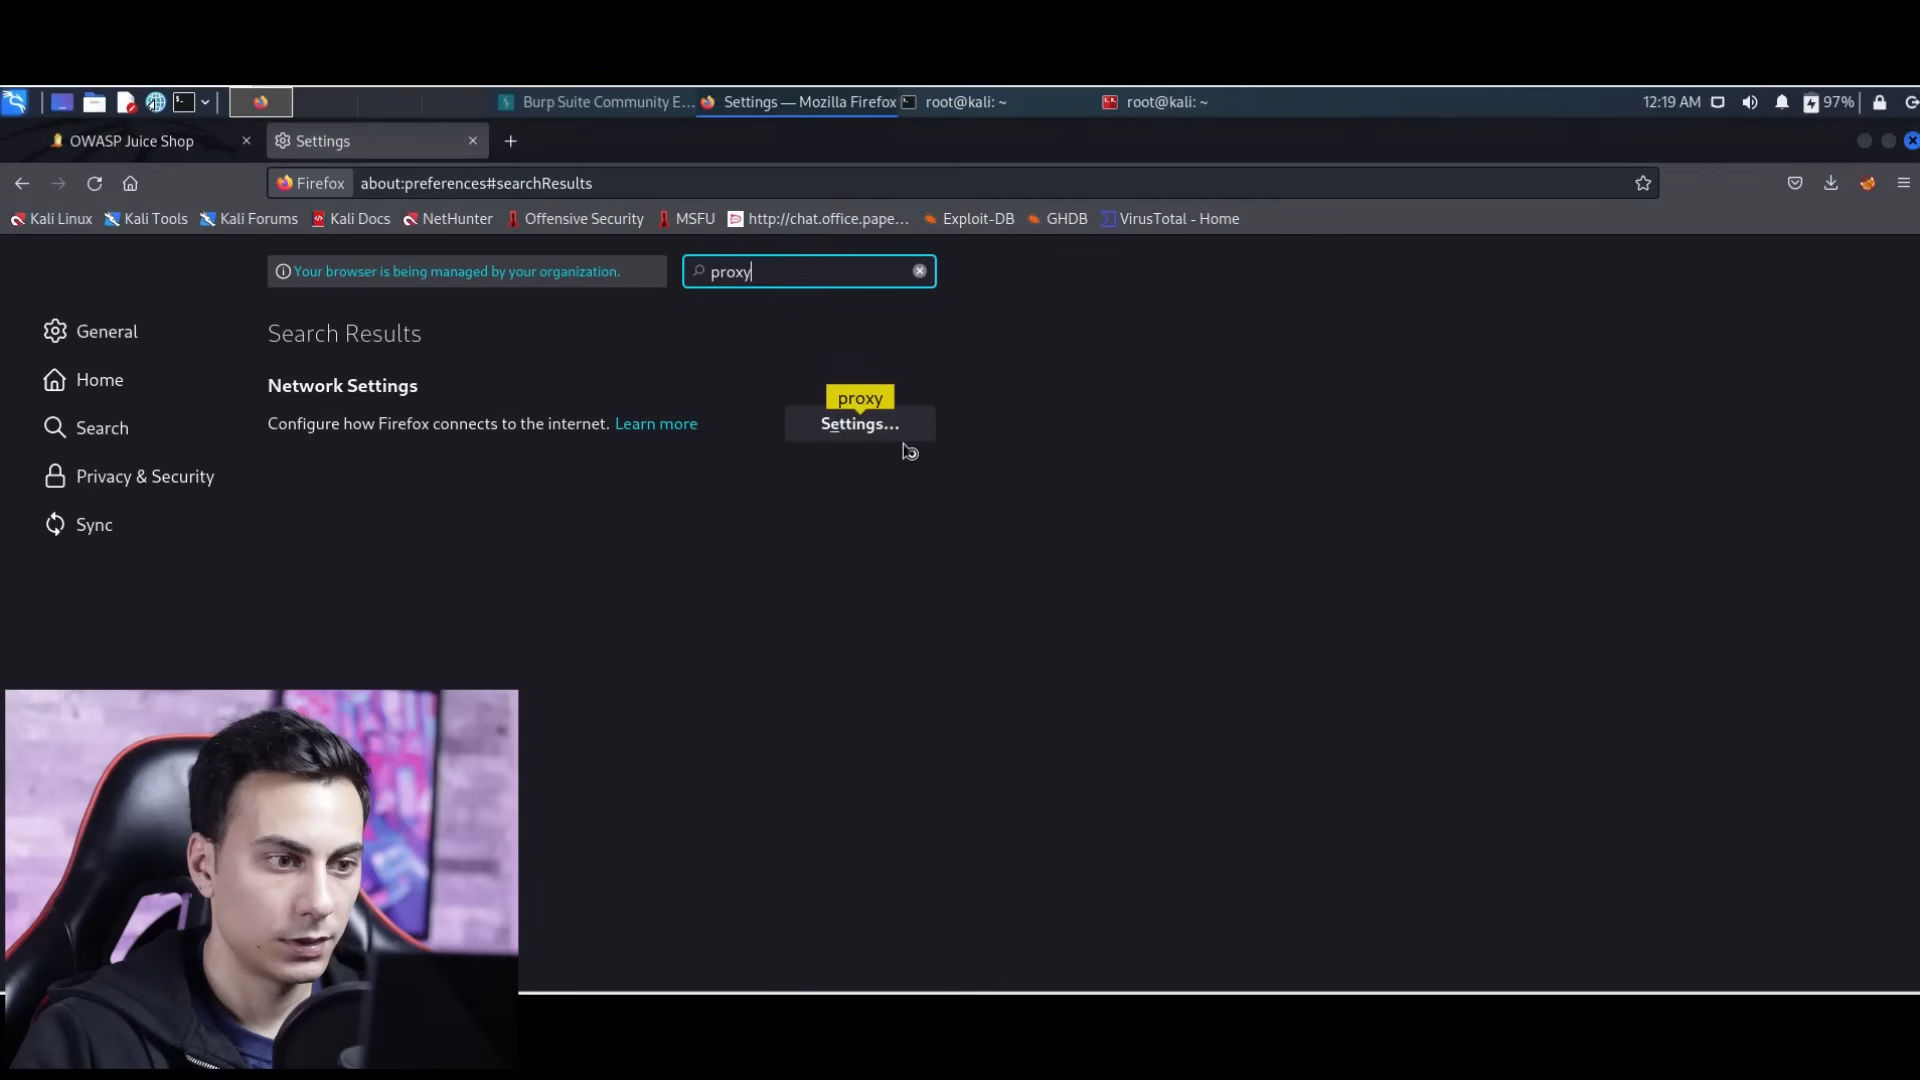 Burp Suite Community E...
Settings — Mozilla Firefox
root@kali: ~
root@kali: ~
12:19 AM
97%
OWASP Juice Shop
Settings
Firefox
about:preferences#searchResults
Kali Linux
Kali Tools
Kali Forums
Kali Docs
NetHunter
Offensive Security
MSFU
http://chat.office.pape...
Exploit-DB
GHDB
VirusTotal - Home
Your browser is being managed by your organization.
proxy
General
Home
Search
Privacy & Security
Sync
Search Results
Network Settings
Configure how Firefox connects to the internet. Learn more
proxy
Settings...